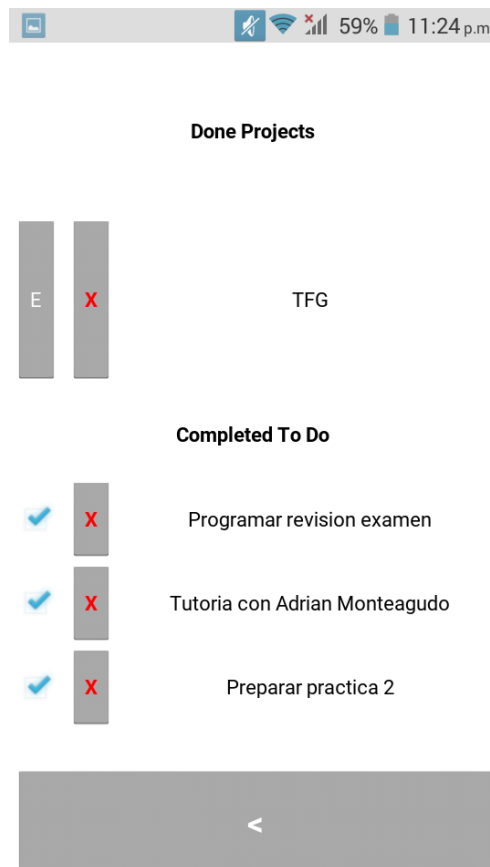 59% 11:24 p.m
Done Projects
E X TFG
Completed To Do
X Programar revision examen
X Tutoria con Adrian Monteagudo
X Preparar practica 2
<